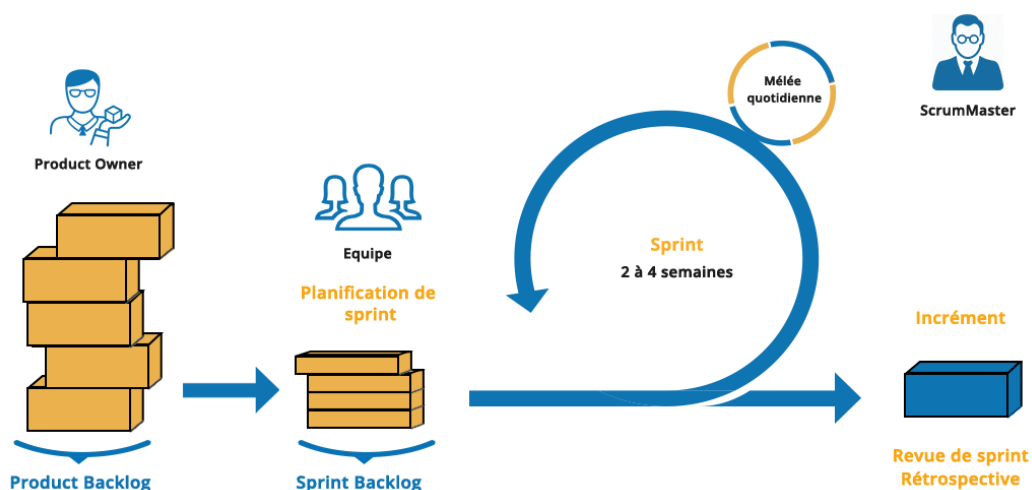 Mêlée
quotidienne
ScrumMaster
Product Owner
Equipe
Sprint
2 à 4 semaines
Planification de
sprint
Incrément
Revue de sprint
Rétrospective
Product Backlog
Sprint Backlog